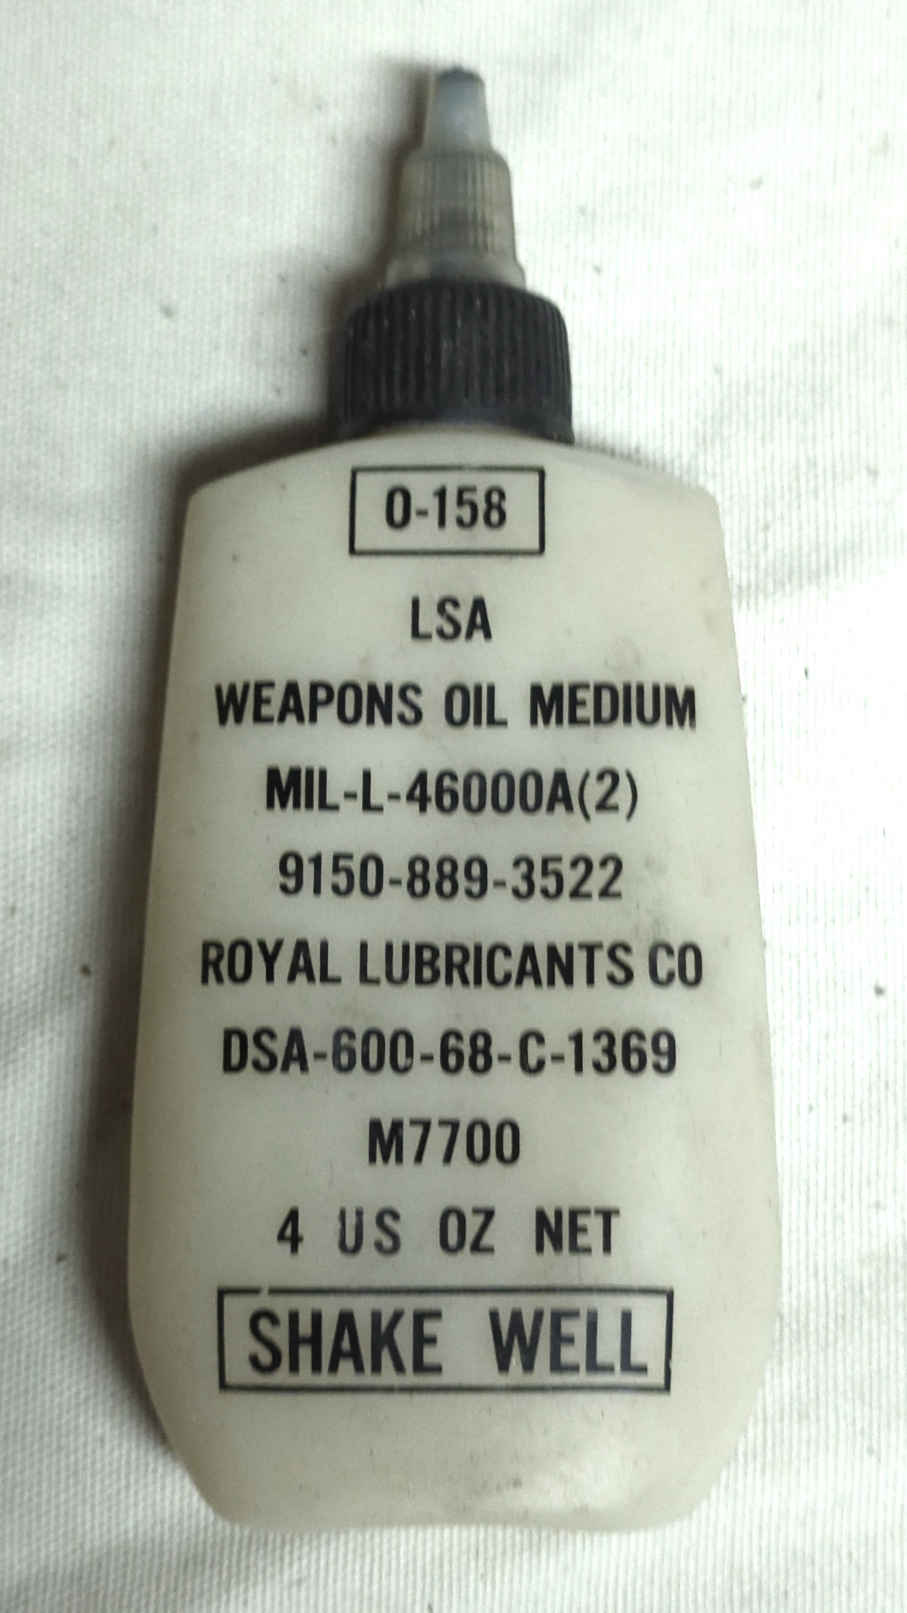 O-158
LSA
WEAPONS OIL MEDIUM
MIL-L-46000A(2)
9150-889-3522
ROYAL LUBRICANTS CO
DSA-600-68-C-1369
M7700
4 US OZ NET
SHAKE WELL